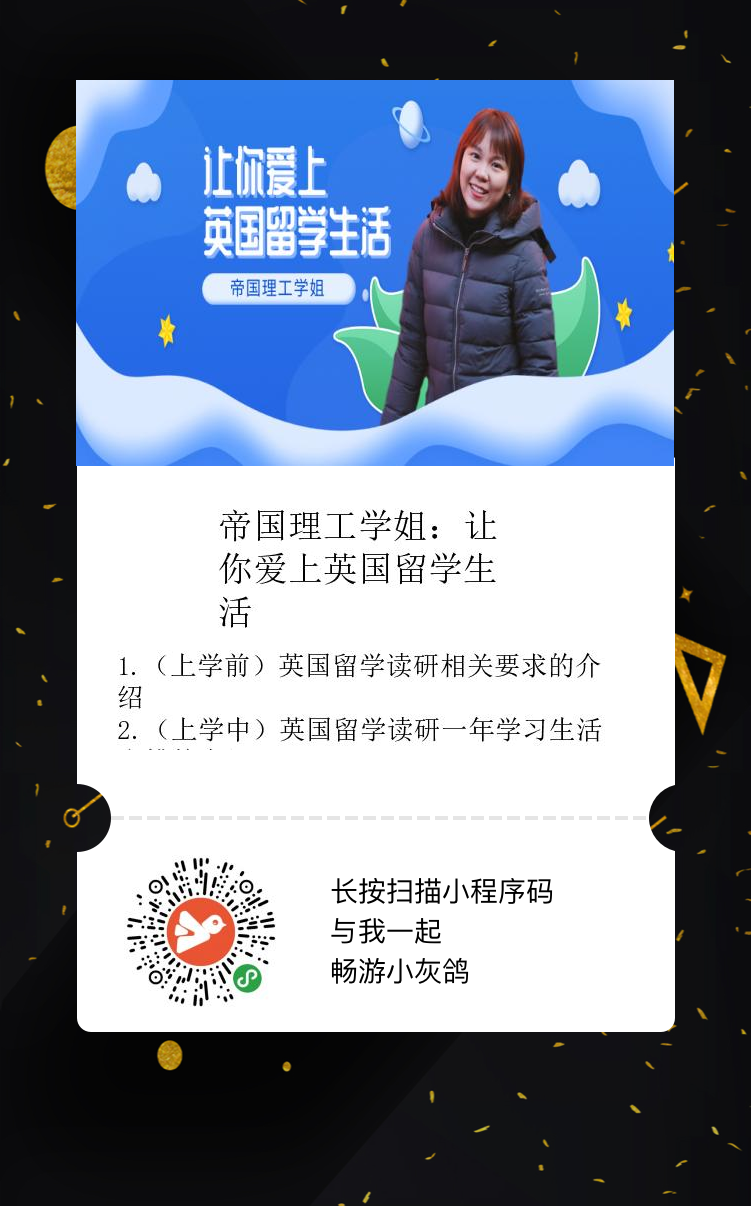 让你爱上
英国留学生活
帝国理工学姐
帝国理工学姐：让
你爱上英国留学生
活
1.（上学前）英国留学读研相关要求的介
绍
2.（上学中）英国留学读研一年学习生活
长按扫描小程序码
与我一起
畅游小灰鸽